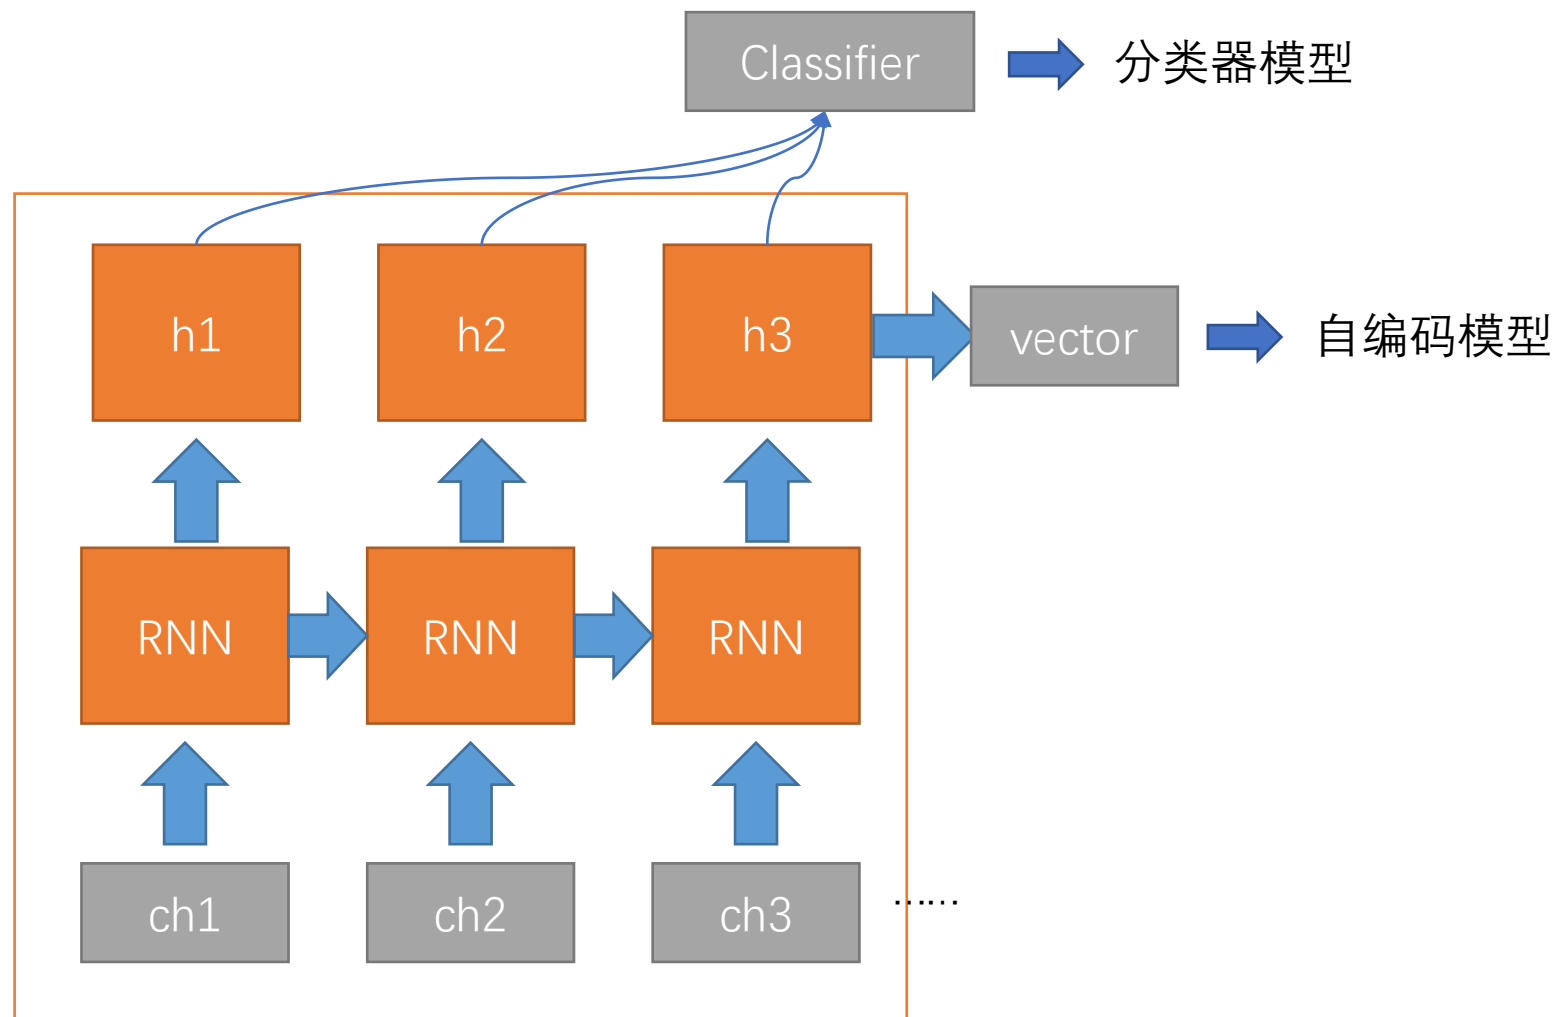 Classifier
分类器模型
h1
h2
h3
vector
自编码模型
RNN
RNN
RNN
ch1
ch2
ch3
……